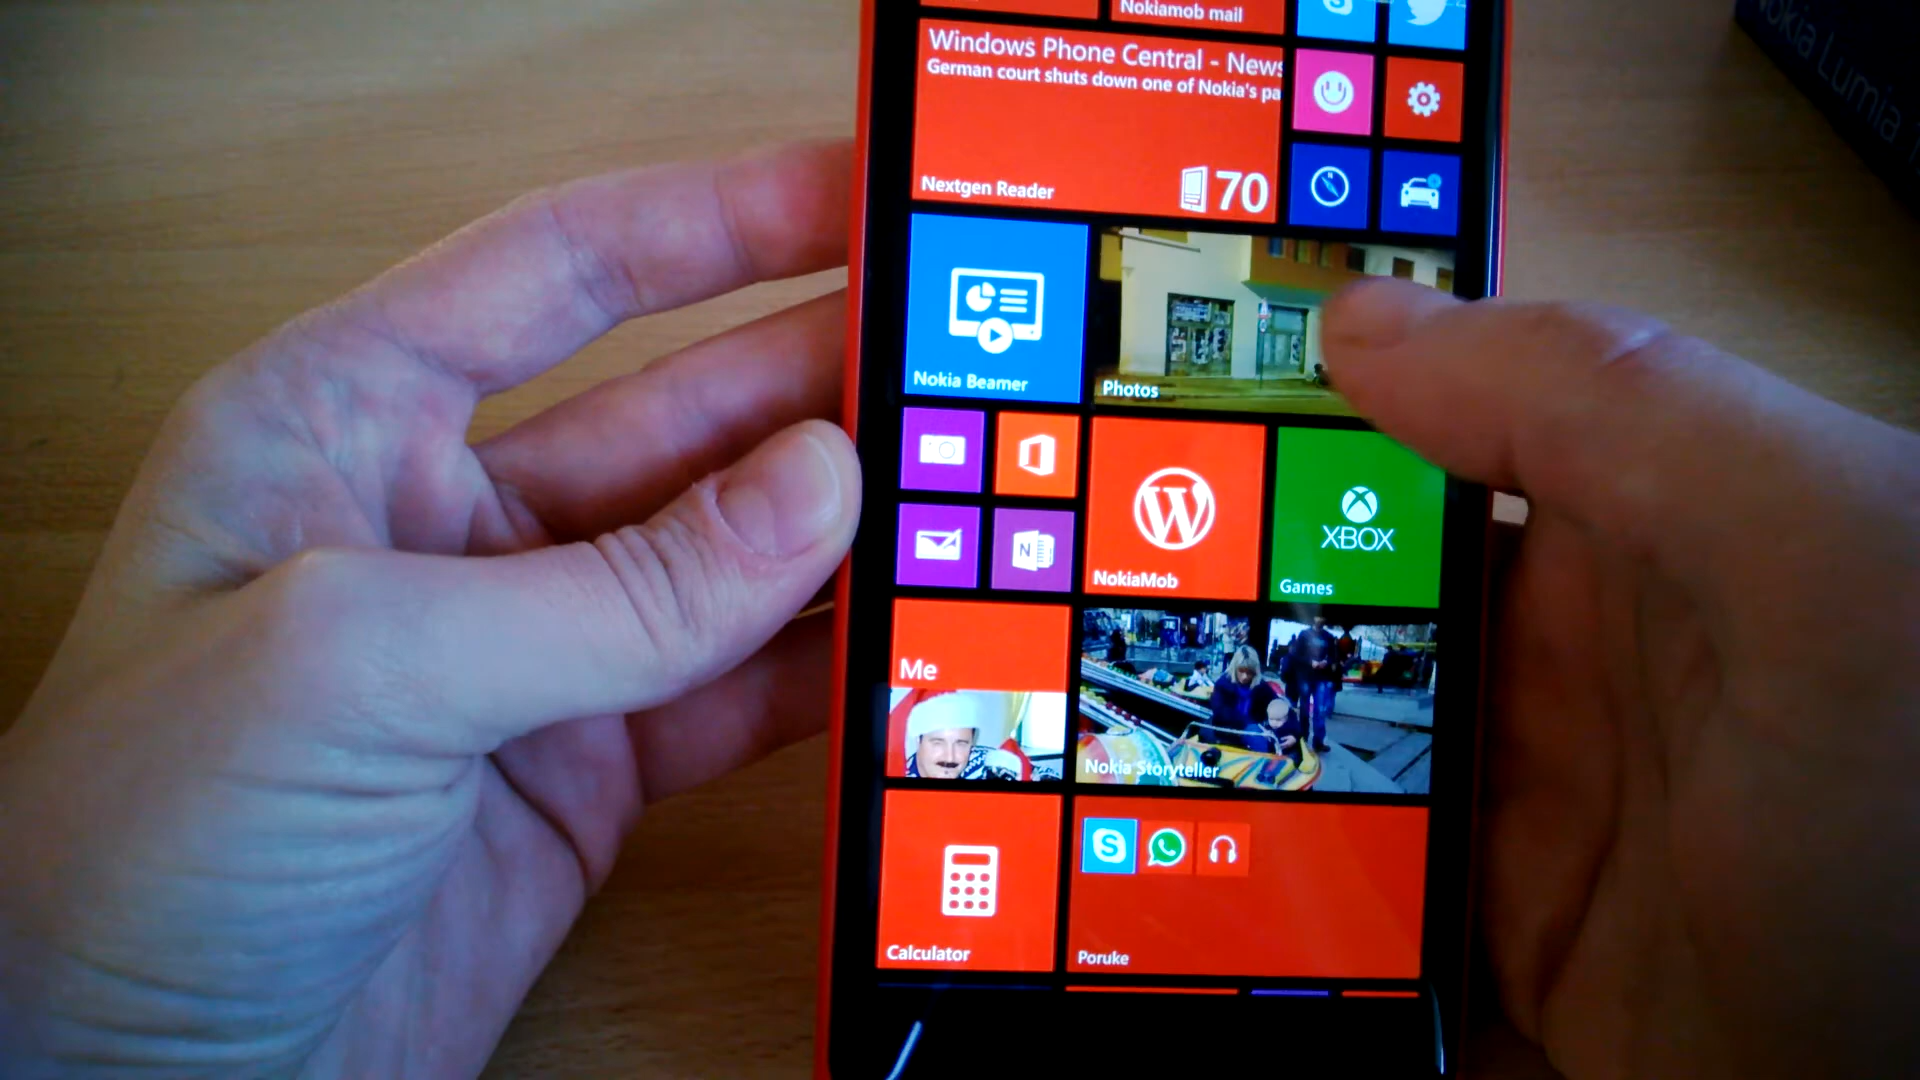 Nokiamob mail
Windows Phone Central - News
German court shuts down one of Nokia's pa
Nextgen Reader
70
Nokia Beamer
Photos
NokiaMob
XBOX
Games
Me
Nokia Storyteller
Calculator
Poruke
Nokia Lumia